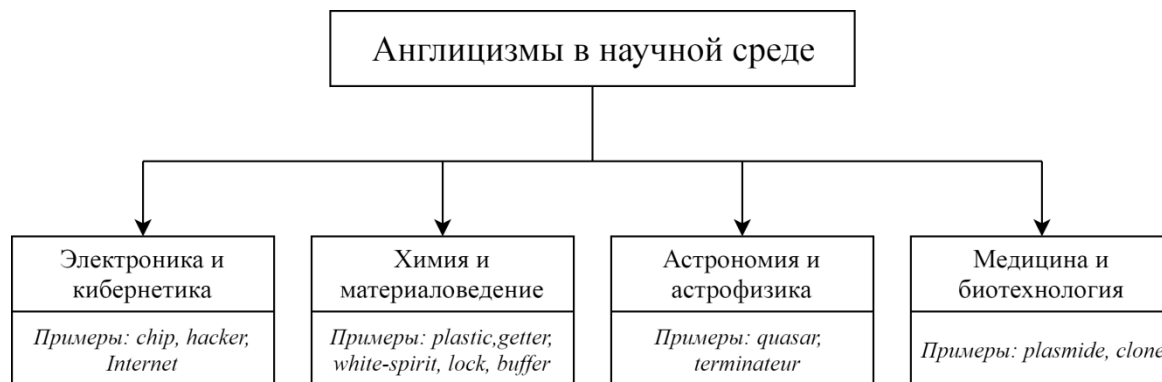 Англицизмы в научной среде
Электроника и
кибернетика
Примеры: chip, hacker,
Internet
Химия и
материаловедение
Примеры: plastic,getter,
white-spirit, lock, buffer
Астрономия и
астрофизика
Примеры: quasar,
terminateur
Медицина и
биотехнология
Примеры: plasmide, clone